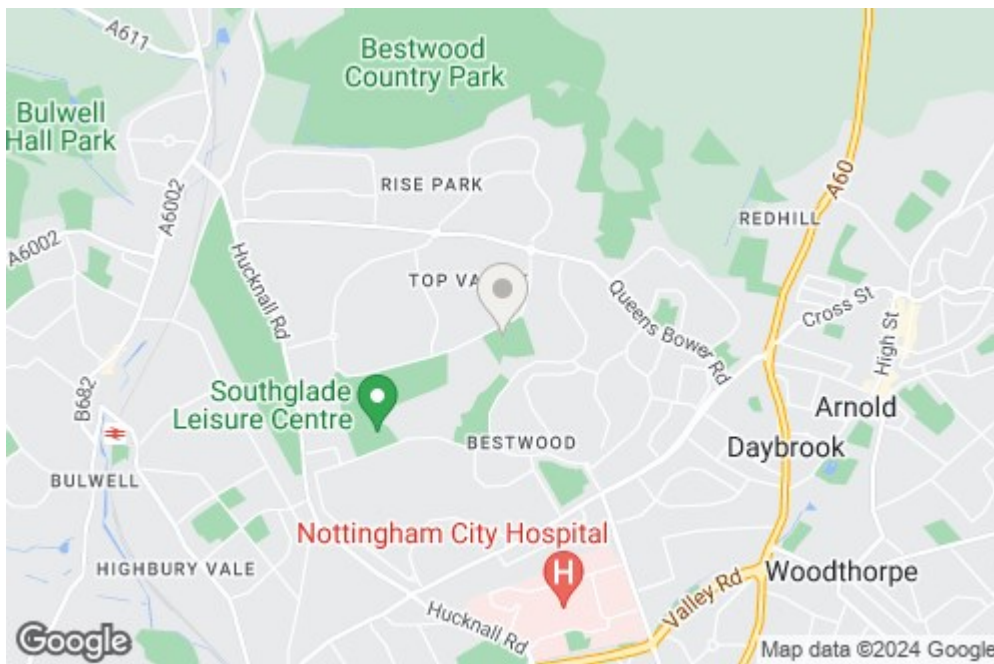 A611
Bestwood
Country Park
Bulwell
Hall Park
A6002
A6002
RISE PARK
A60
REDHILL
Hucknall Rd
TOP VA
Queens Bower Rd
Cross St
High St
B682
Southglade
Leisure Centre
Arnold
BESTWOOD
Daybrook
BULWELL
Nottingham City Hospital
H
HIGHBURY VALE
Valley Rd
Woodthorpe
Hucknall Rd
Google
Map data ©2024 Google